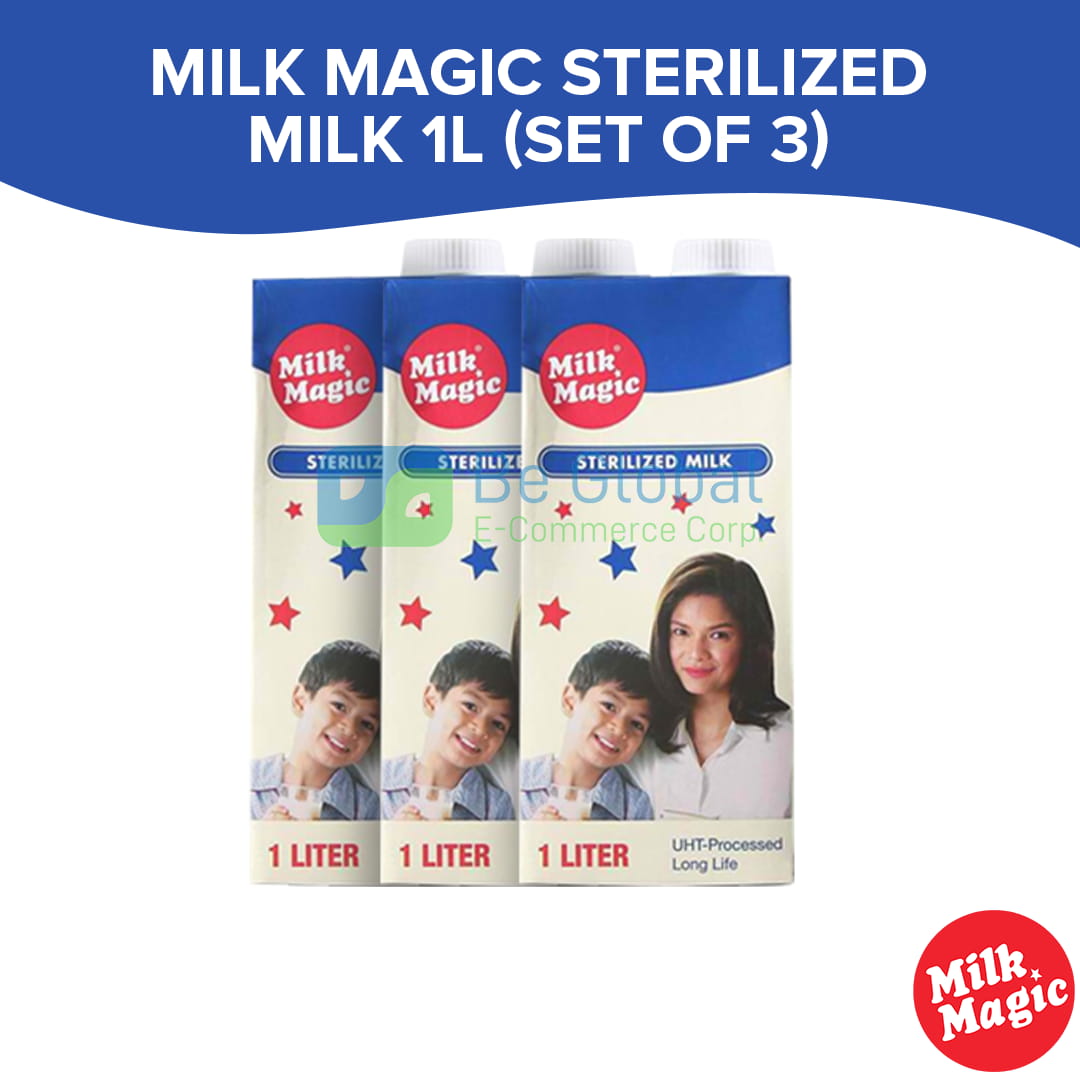 MILK MAGIC STERILIZED
MILK 1L (SET OF 3)
Milk®
Magic
Milk®
Magic
Milk®
Magic
STERILIZ
STERILIZE
STERILIZED MILK
Be Global
E-Commerce Corp.
1 LITER
1 LITER
1 LITER
UHT-Processed
Long Life
Milk
Magic